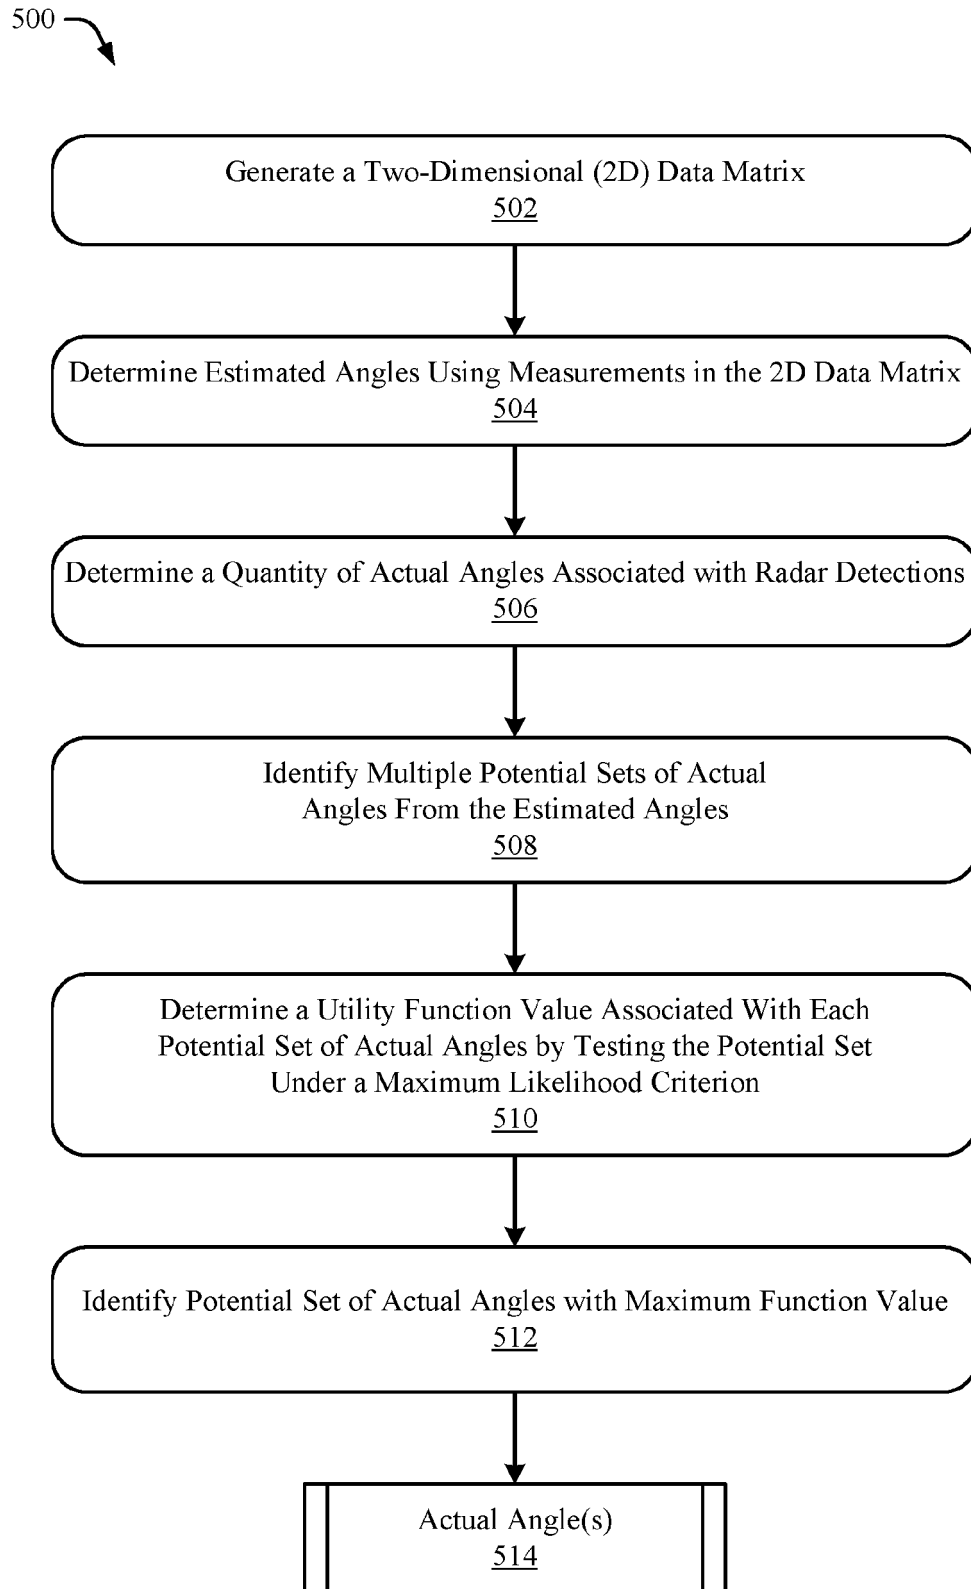 500
Generate a Two-Dimensional (2D) Data Matrix
502
Determine Estimated Angles Using Measurements in the 2D Data Matrix
504
Determine a Quantity of Actual Angles Associated with Radar Detections
506
Identify Multiple Potential Sets of Actual
Angles From the Estimated Angles
508
Determine a Utility Function Value Associated With Each
Potential Set of Actual Angles by Testing the Potential Set
Under a Maximum Likelihood Criterion
510
Identify Potential Set of Actual Angles with Maximum Function Value
512
Actual Angle(s)
514